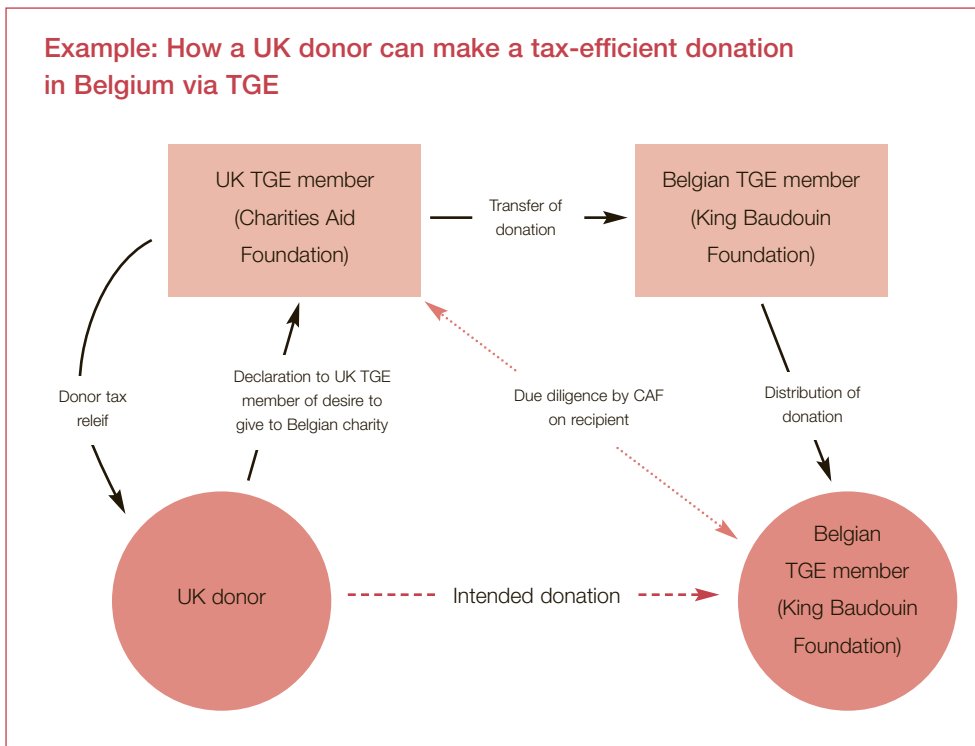 Example: How a UK donor can make a tax-efficient donation
in Belgium via TGE
UK TGE member
(Charities Aid
Foundation)
Transfer of
donation
Belgian TGE member
(King Baudouin
Foundation)
Donor tax
releif
Declaration to UK TGE
member of desire to
give to Belgian charity
Due diligence by CAF
on recipient
Distribution of
donation
UK donor
Intended donation
Belgian
TGE member
(King Baudouin
Foundation)